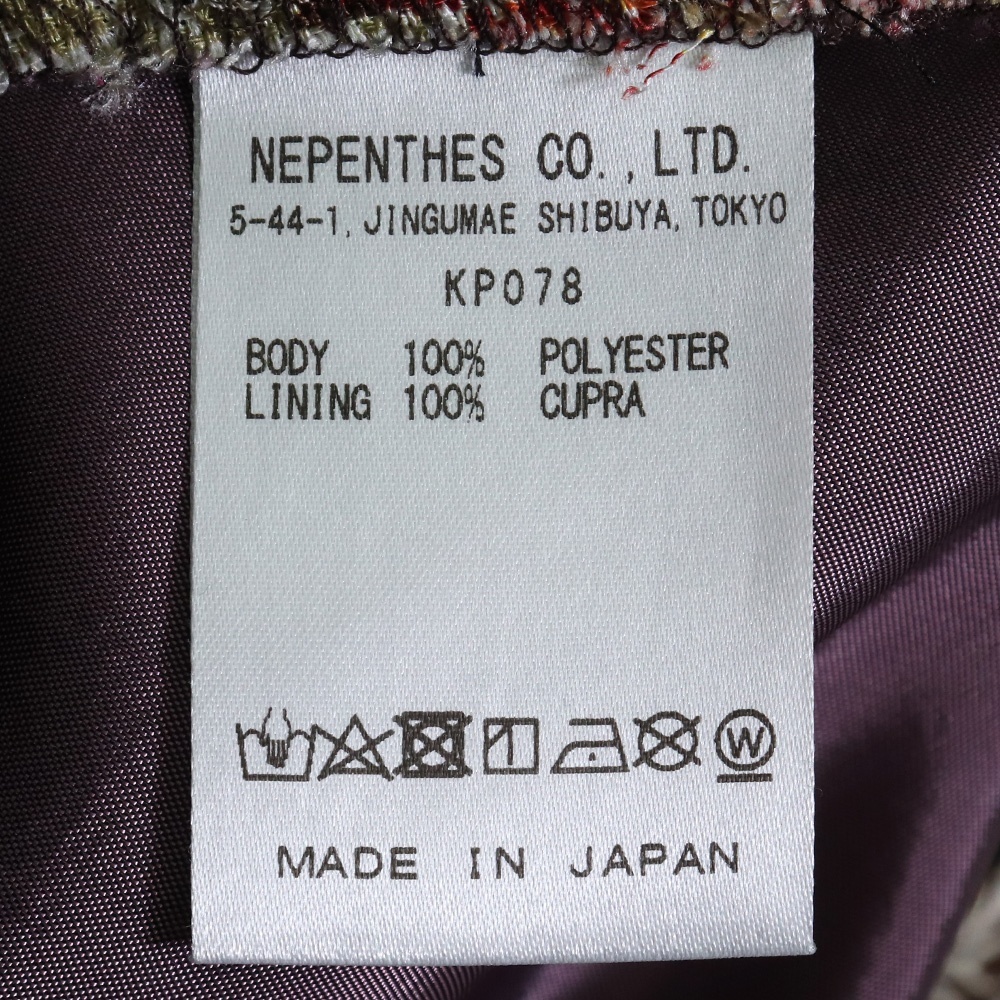 NEPENTHES CO., LTD.
5-44-1, JINGUMAE SHIBUYA, TOKYO
KP078
BODY 100% POLYESTER
LINING 100% CUPRA
W
MADE IN JAPAN